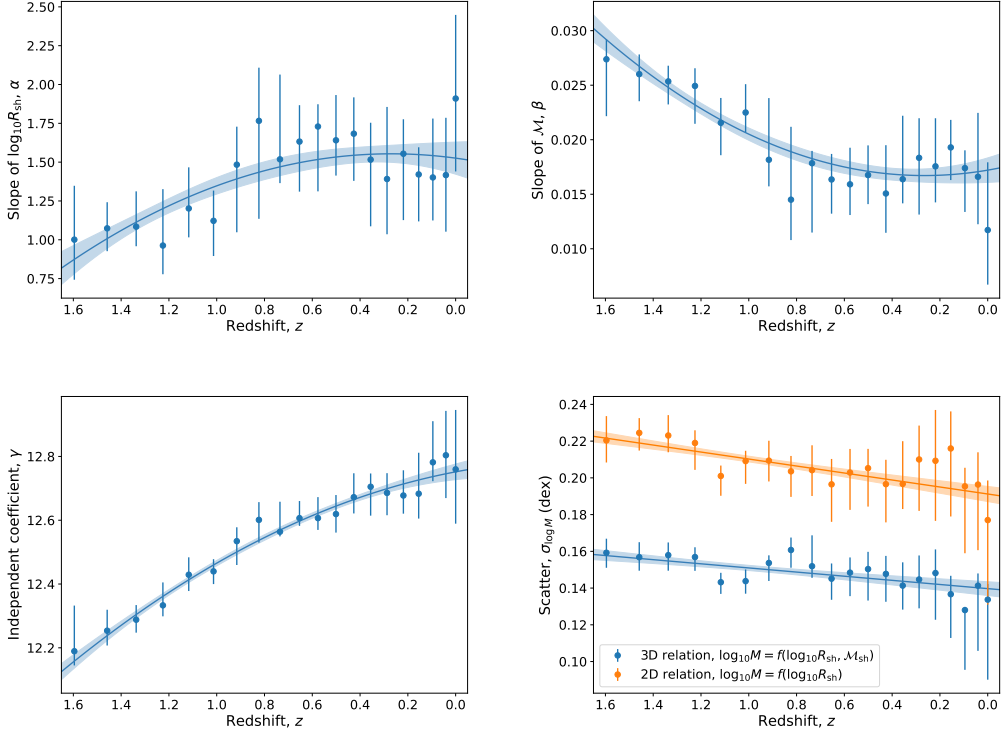 2.50
2.25
2.00
1.75
1.50
1.25
1.00
0.75
Slope of log₁₀R_sh, α
1.6 1.4 1.2 1.0 0.8 0.6 0.4 0.2 0.0
Redshift, z
0.030
0.025
0.020
0.015
0.010
Slope of ℳ, β
1.6 1.4 1.2 1.0 0.8 0.6 0.4 0.2 0.0
Redshift, z
12.8
12.6
12.4
12.2
Independent coefficient, γ
1.6 1.4 1.2 1.0 0.8 0.6 0.4 0.2 0.0
Redshift, z
0.24
0.22
0.20
0.18
0.16
0.14
0.12
0.10
Scatter, σ_log M (dex)
3D relation, log₁₀M = f(log₁₀R_sh, ℳ_sh)
2D relation, log₁₀M = f(log₁₀R_sh)
1.6 1.4 1.2 1.0 0.8 0.6 0.4 0.2 0.0
Redshift, z